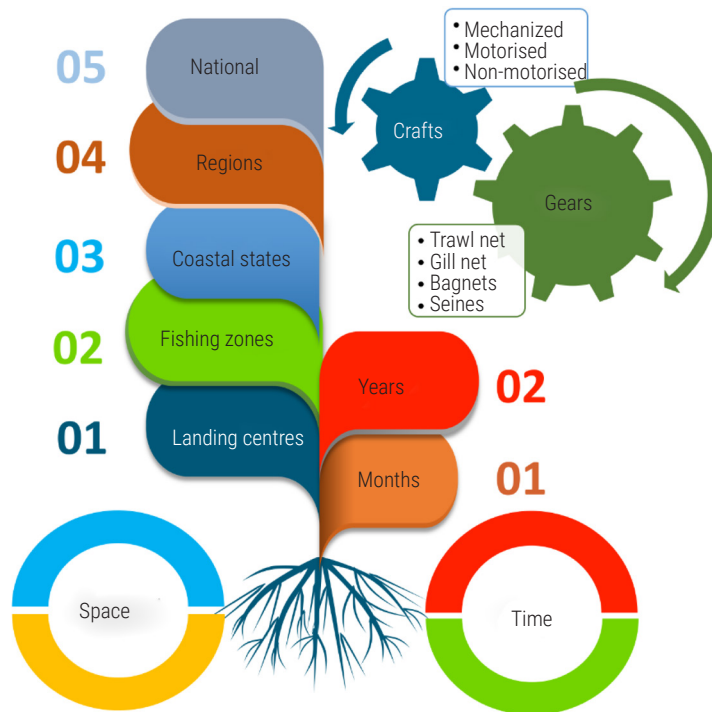 05
National
04
Regions
03
Coastal states
02
Fishing zones
01
Landing centres
• Mechanized
• Motorised
• Non-motorised
Crafts
Gears
• Trawl net
• Gill net
• Bagnets
• Seines
Years
02
Months
01
Space
Time